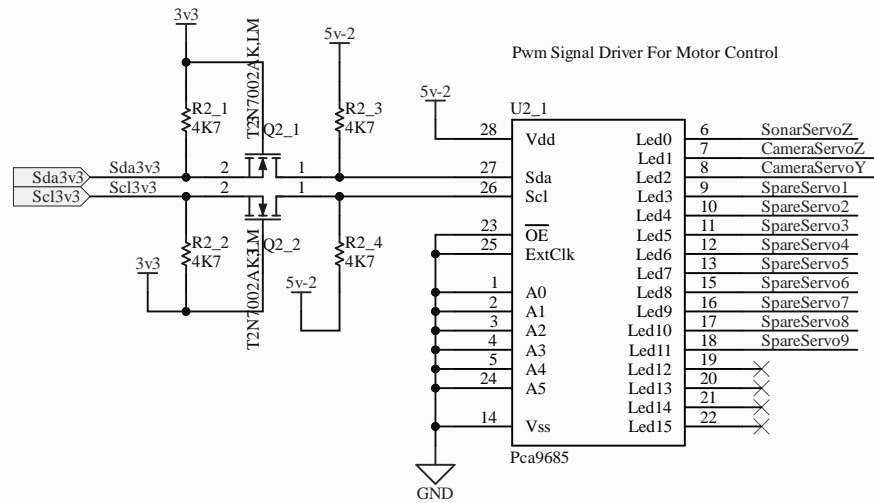 3v3
T2N7002AK,LM
5v-2
Pwm Signal Driver For Motor Control
5v-2
U2_1
R2_1
4K7
Q2_1
R2_3
4K7
28 Vdd Led0 6 SonarServoZ
Led1 7 CameraServoZ
Sda3v3 Sda3v3 2 1 27 Sda Led2 8 CameraServoY
Scl3v3 Scl3v3 2 1 26 Scl Led3 9 SpareServo1
Led4 10 SpareServo2
23 OE Led5 11 SpareServo3
25 ExtClk Led6 12 SpareServo4
R2_2
4K7
Q2_2
3
R2_4
4K7
3v3
T2N7002AK,LM
5v-2
Led7 13 SpareServo5
1 A0 Led8 15 SpareServo6
2 A1 Led9 16 SpareServo7
3 A2 Led10 17 SpareServo8
4 A3 Led11 18 SpareServo9
5 A4 Led12 19
24 A5 Led13 20
Led14 21
14 Vss Led15 22
Pca9685
GND